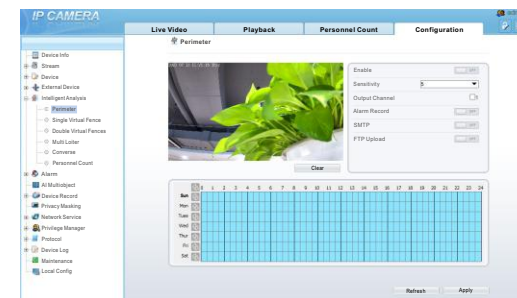 IP CAMERA
Live Video Playback Personnel Count Configuration
Perimeter
Device Info
Stream
Device
External Device
Intelligent Analysis
Perimeter
Single Virtual Fence
Double Virtual Fences
Multi Loiter
Converse
Personnel Count
Alarm
AI Multiobject
Device Record
Privacy Masking
Network Service
Privilege Manager
Protocol
Device Log
Maintenance
Local Config
Enable OFF
Sensitivity 5
Output Channel
Alarm Record OFF
SMTP OFF
FTP Upload OFF
Clear
0 1 2 3 4 5 6 7 8 9 10 11 12 13 14 15 16 17 18 19 20 21 22 23 24
Sun
Mon
Tues
Wed
Thur
Fri
Sat
Refresh Apply